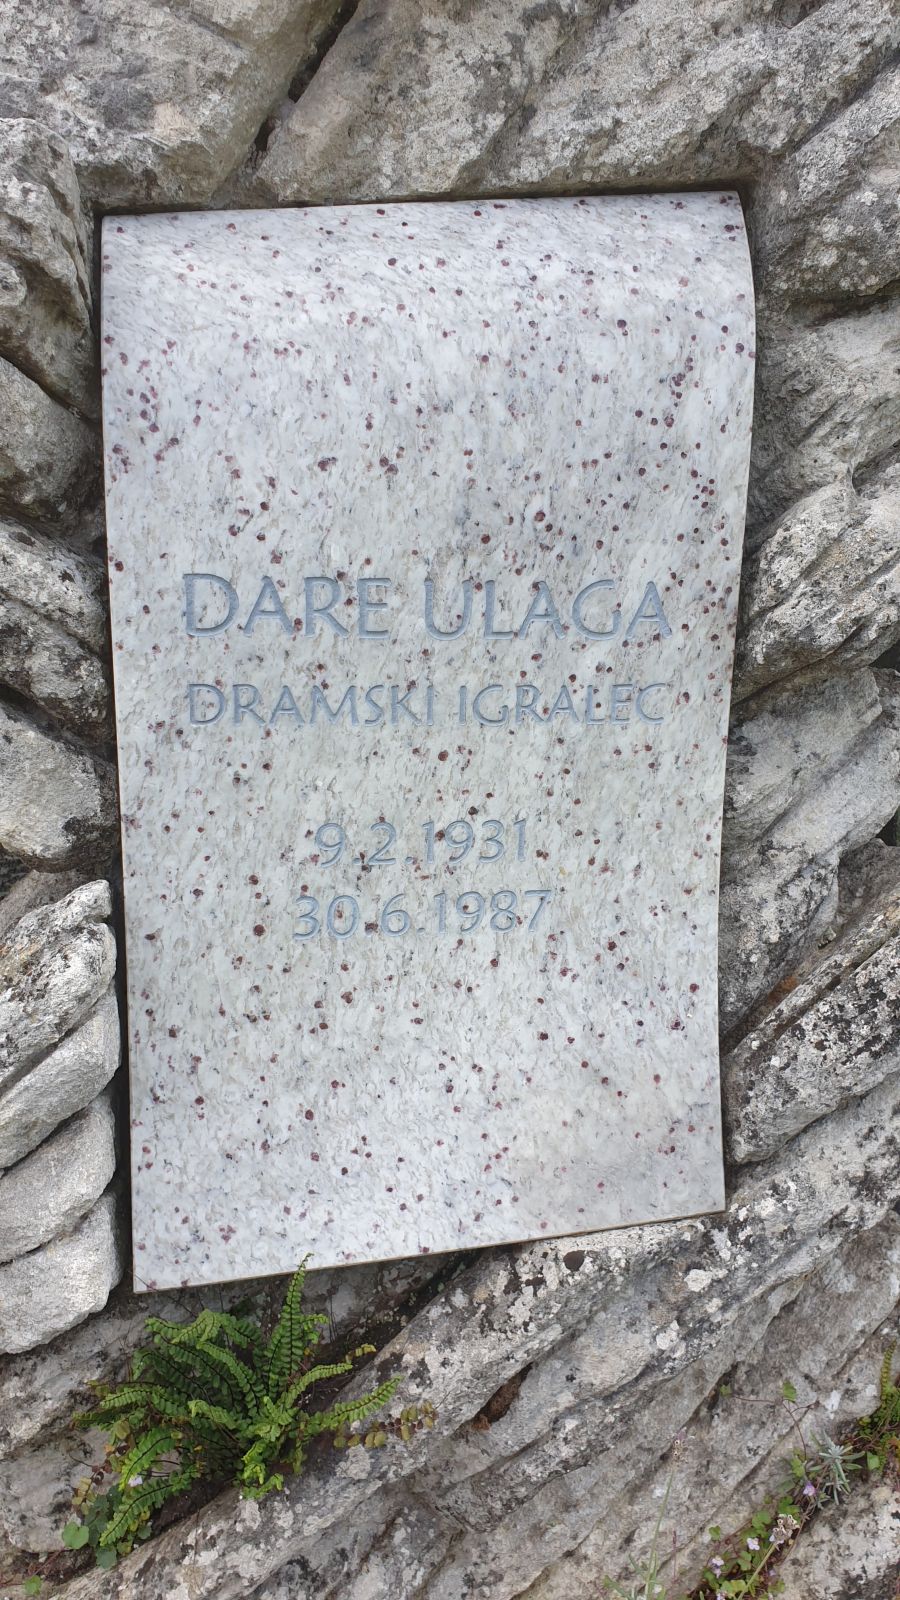 DARE ULAGA
DRAMSKI IGRALEC
9.2.1931
30.6.1987